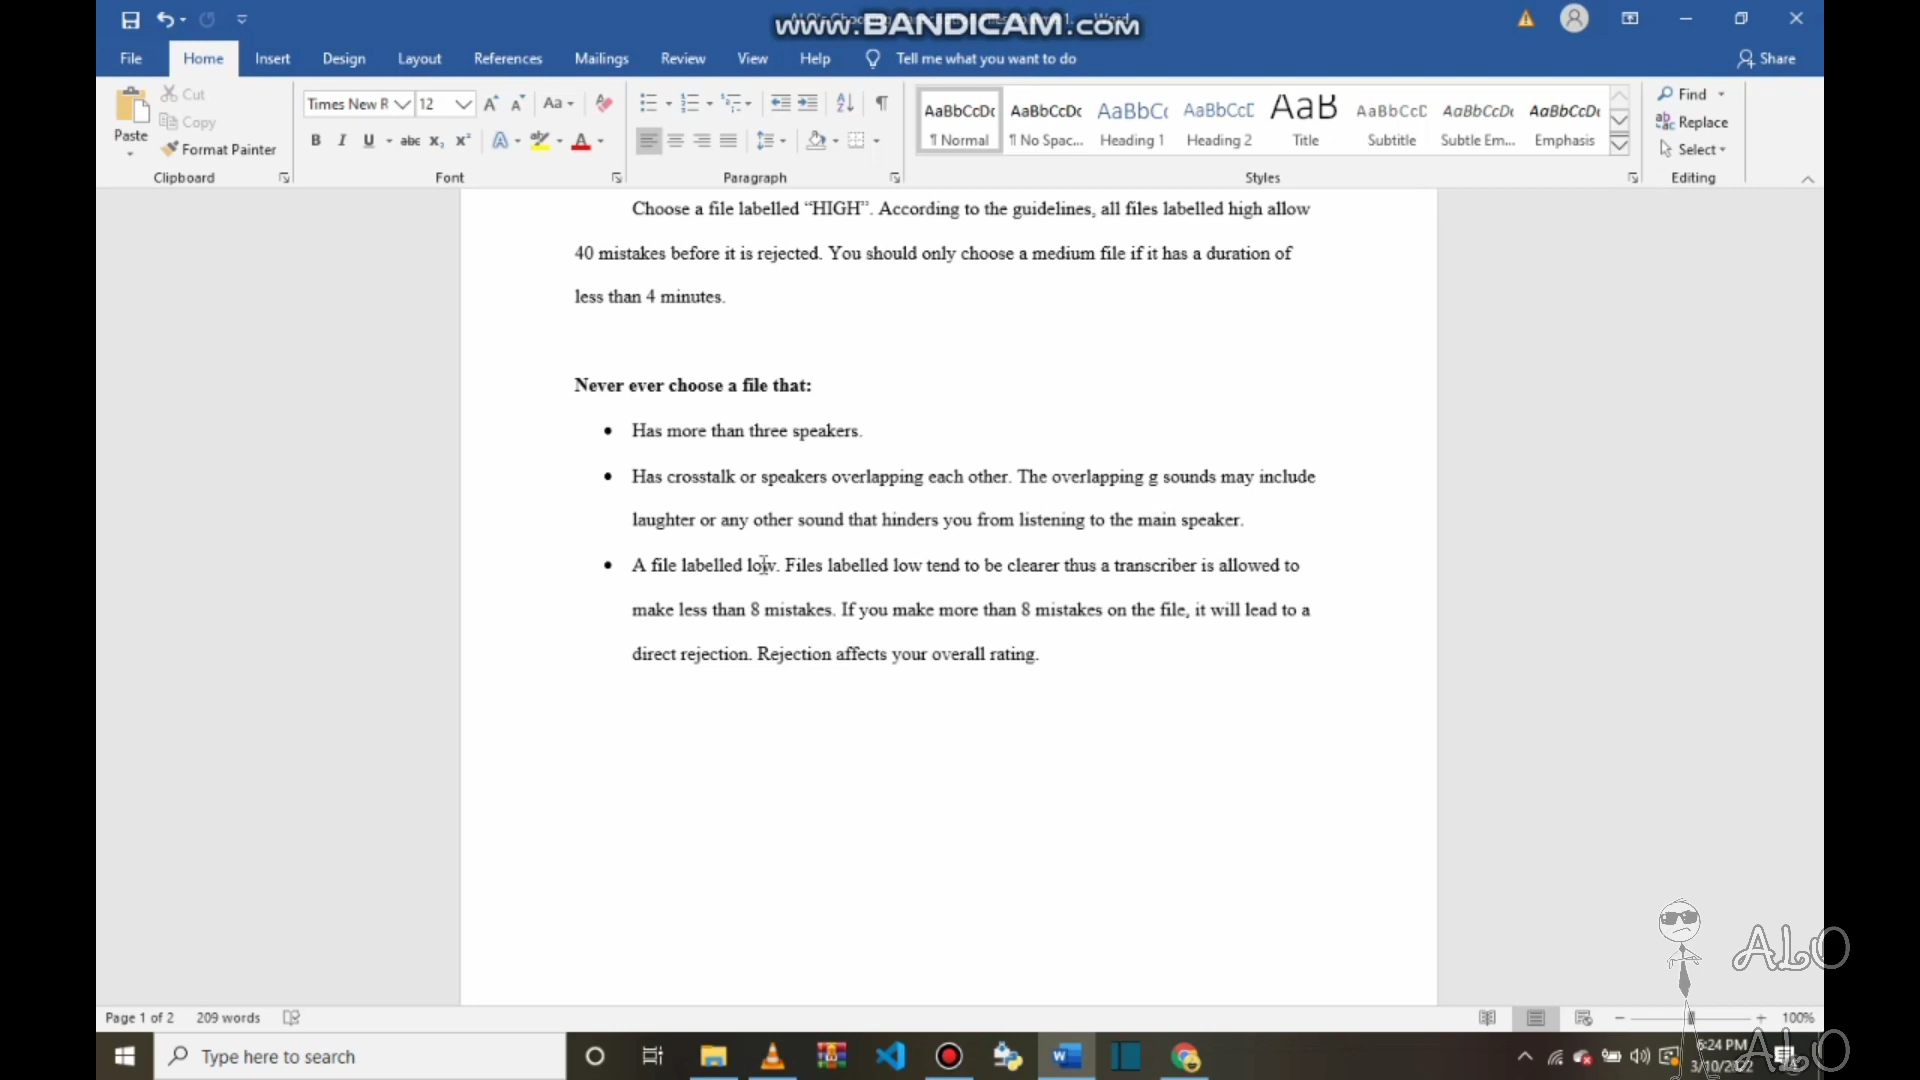 www.BANDICAM.com
File Home Insert Design Layout References Mailings Review View Help Tell me what you want to do Share
Paste
Cut
Copy
Format Painter
Clipboard
Times New R 12
Aa
B I U abc x₂ x² A
Font
Paragraph
AaBbCcDc AaBbCcDc AaBbCc AaBbCcD AaB AaBbCcD AaBbCcDc AaBbCcDc
¶ Normal ¶ No Spac... Heading 1 Heading 2 Title Subtitle Subtle Em... Emphasis
Styles
Find
Replace
Select
Editing
Choose a file labelled “HIGH”. According to the guidelines, all files labelled high allow
40 mistakes before it is rejected. You should only choose a medium file if it has a duration of
less than 4 minutes.
Never ever choose a file that:
• Has more than three speakers.
• Has crosstalk or speakers overlapping each other. The overlapping g sounds may include
laughter or any other sound that hinders you from listening to the main speaker.
• A file labelled low. Files labelled low tend to be clearer thus a transcriber is allowed to
make less than 8 mistakes. If you make more than 8 mistakes on the file, it will lead to a
direct rejection. Rejection affects your overall rating.
ALO
Page 1 of 2 209 words
100%
Type here to search
6:24 PM
3/10/2022
ALO